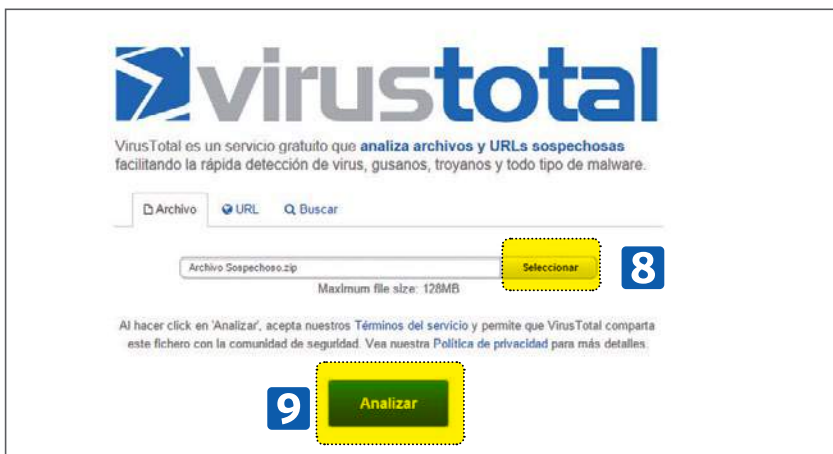 virustotal
VirusTotal es un servicio gratuito que analiza archivos y URLs sospechosas
facilitando la rápida detección de virus, gusanos, troyanos y todo tipo de malware.
Archivo URL Buscar
Archivo Sospechoso.zip Seleccionar 8
Maximum file size: 128MB
Al hacer click en 'Analizar', acepta nuestros Términos del servicio y permite que VirusTotal comparta
este fichero con la comunidad de seguridad. Vea nuestra Política de privacidad para más detalles.
9 Analizar